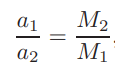 a₁/a₂ = M₂/M₁,